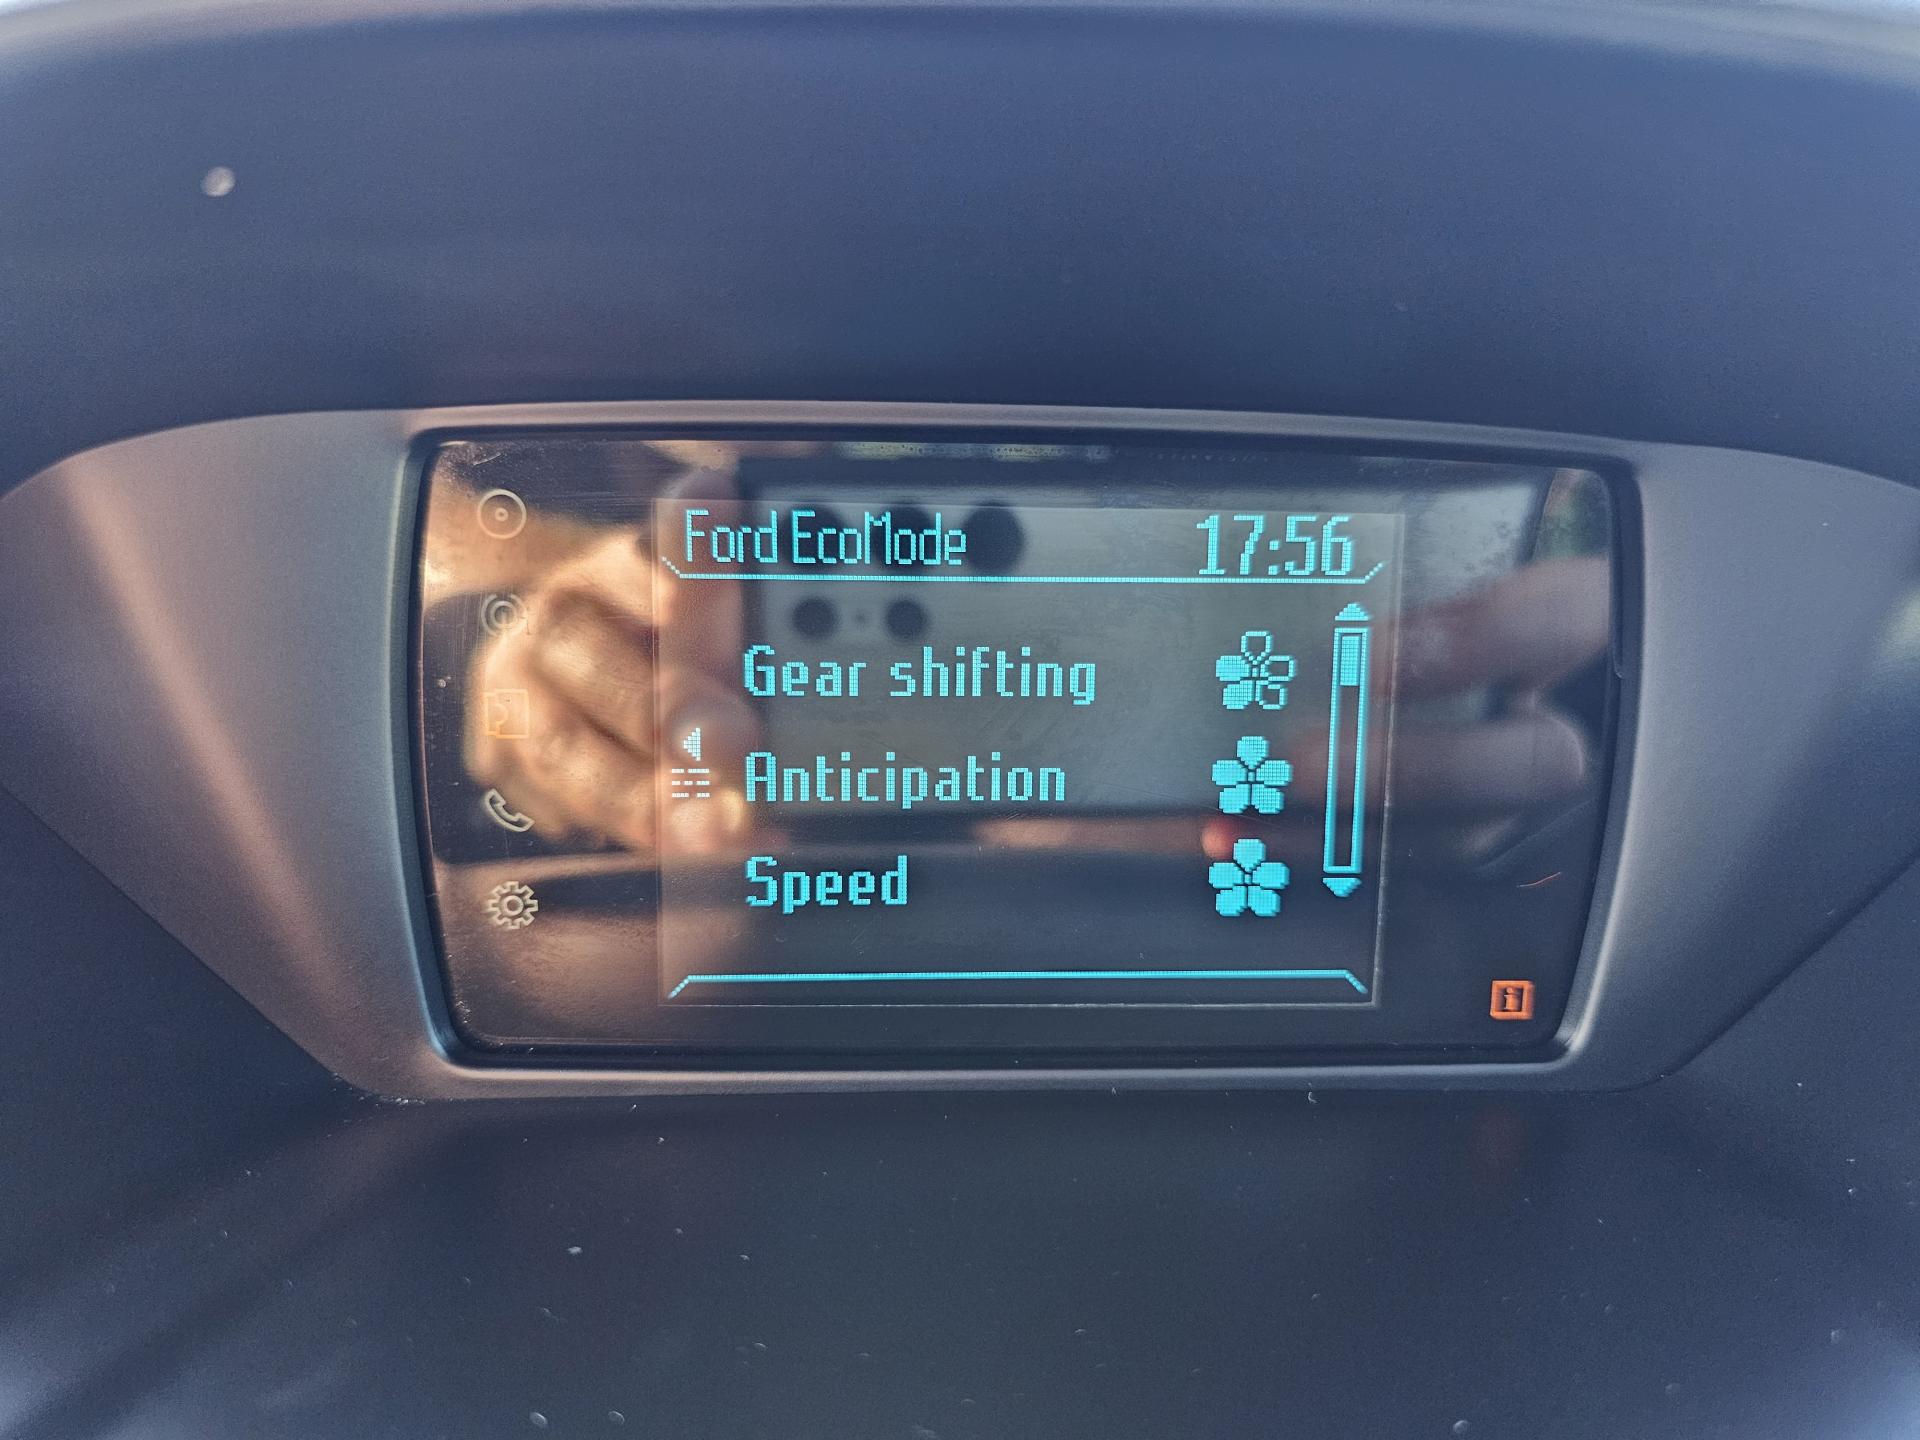 Ford EcoMode 17:56
Gear shifting
Anticipation
Speed
i